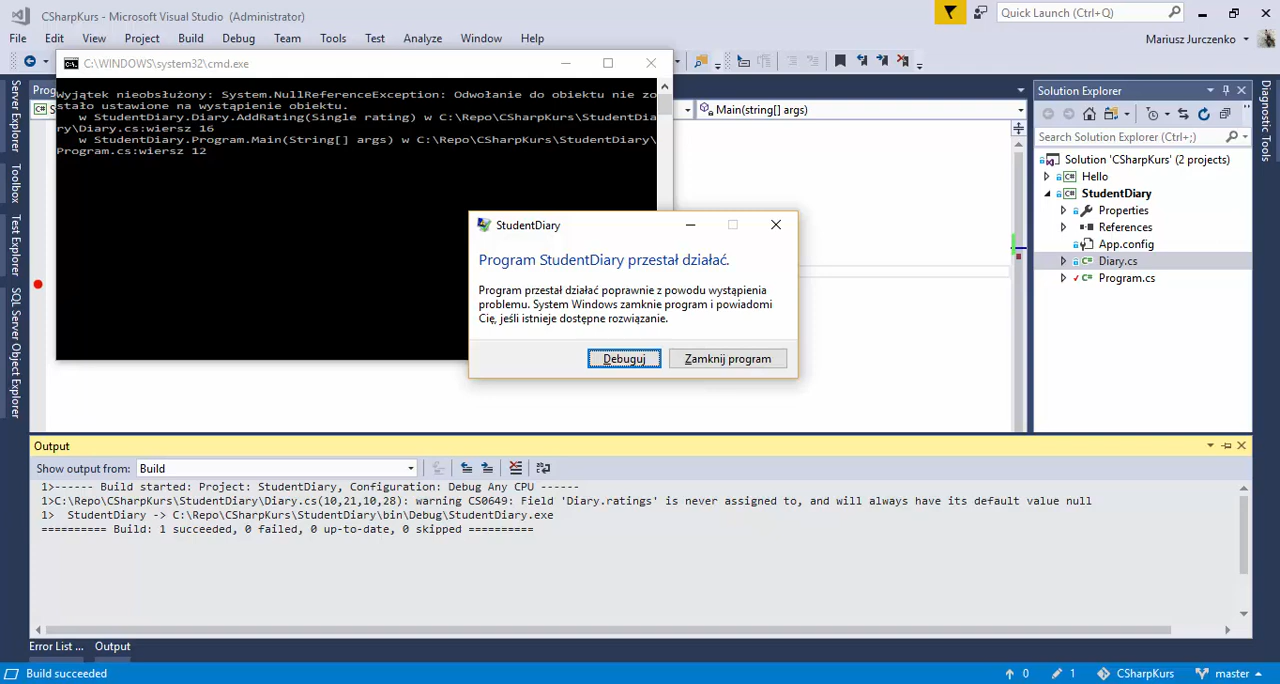 CSharpKurs - Microsoft Visual Studio (Administrator)
Quick Launch (Ctrl+Q)
File Edit View Project Build Debug Team Tools Test Analyze Window Help
Mariusz Jurczenko
C:\WINDOWS\system32\cmd.exe
Wyjątek nieobsłużony: System.NullReferenceException: Odwołanie do obiektu nie zo
stało ustawione na wystąpienie obiektu.
w StudentDiary.Diary.AddRating(Single rating) w C:\Repo\CSharpKurs\StudentDia
ry\Diary.cs:wiersz 16
w StudentDiary.Program.Main(String[] args) w C:\Repo\CSharpKurs\StudentDiary\
Program.cs:wiersz 12
Prog
S
Main(string[] args)
Server Explorer
Toolbox
Test Explorer
SQL Server Object Explorer
StudentDiary
Program StudentDiary przestał działać.
Program przestał działać poprawnie z powodu wystąpienia
problemu. System Windows zamknie program i powiadomi
Cię, jeśli istnieje dostępne rozwiązanie.
Debuguj
Zamknij program
Solution Explorer
Search Solution Explorer (Ctrl+;)
Solution 'CSharpKurs' (2 projects)
C# Hello
C# StudentDiary
Properties
References
App.config
C# Diary.cs
C# Program.cs
Diagnostic Tools
Output
Show output from: Build
1>------ Build started: Project: StudentDiary, Configuration: Debug Any CPU ------
1>C:\Repo\CSharpKurs\StudentDiary\Diary.cs(10,21,10,28): warning CS0649: Field 'Diary.ratings' is never assigned to, and will always have its default value null
1>  StudentDiary -> C:\Repo\CSharpKurs\StudentDiary\bin\Debug\StudentDiary.exe
========== Build: 1 succeeded, 0 failed, 0 up-to-date, 0 skipped ==========
Error List ... Output
Build succeeded
0 1 CSharpKurs master